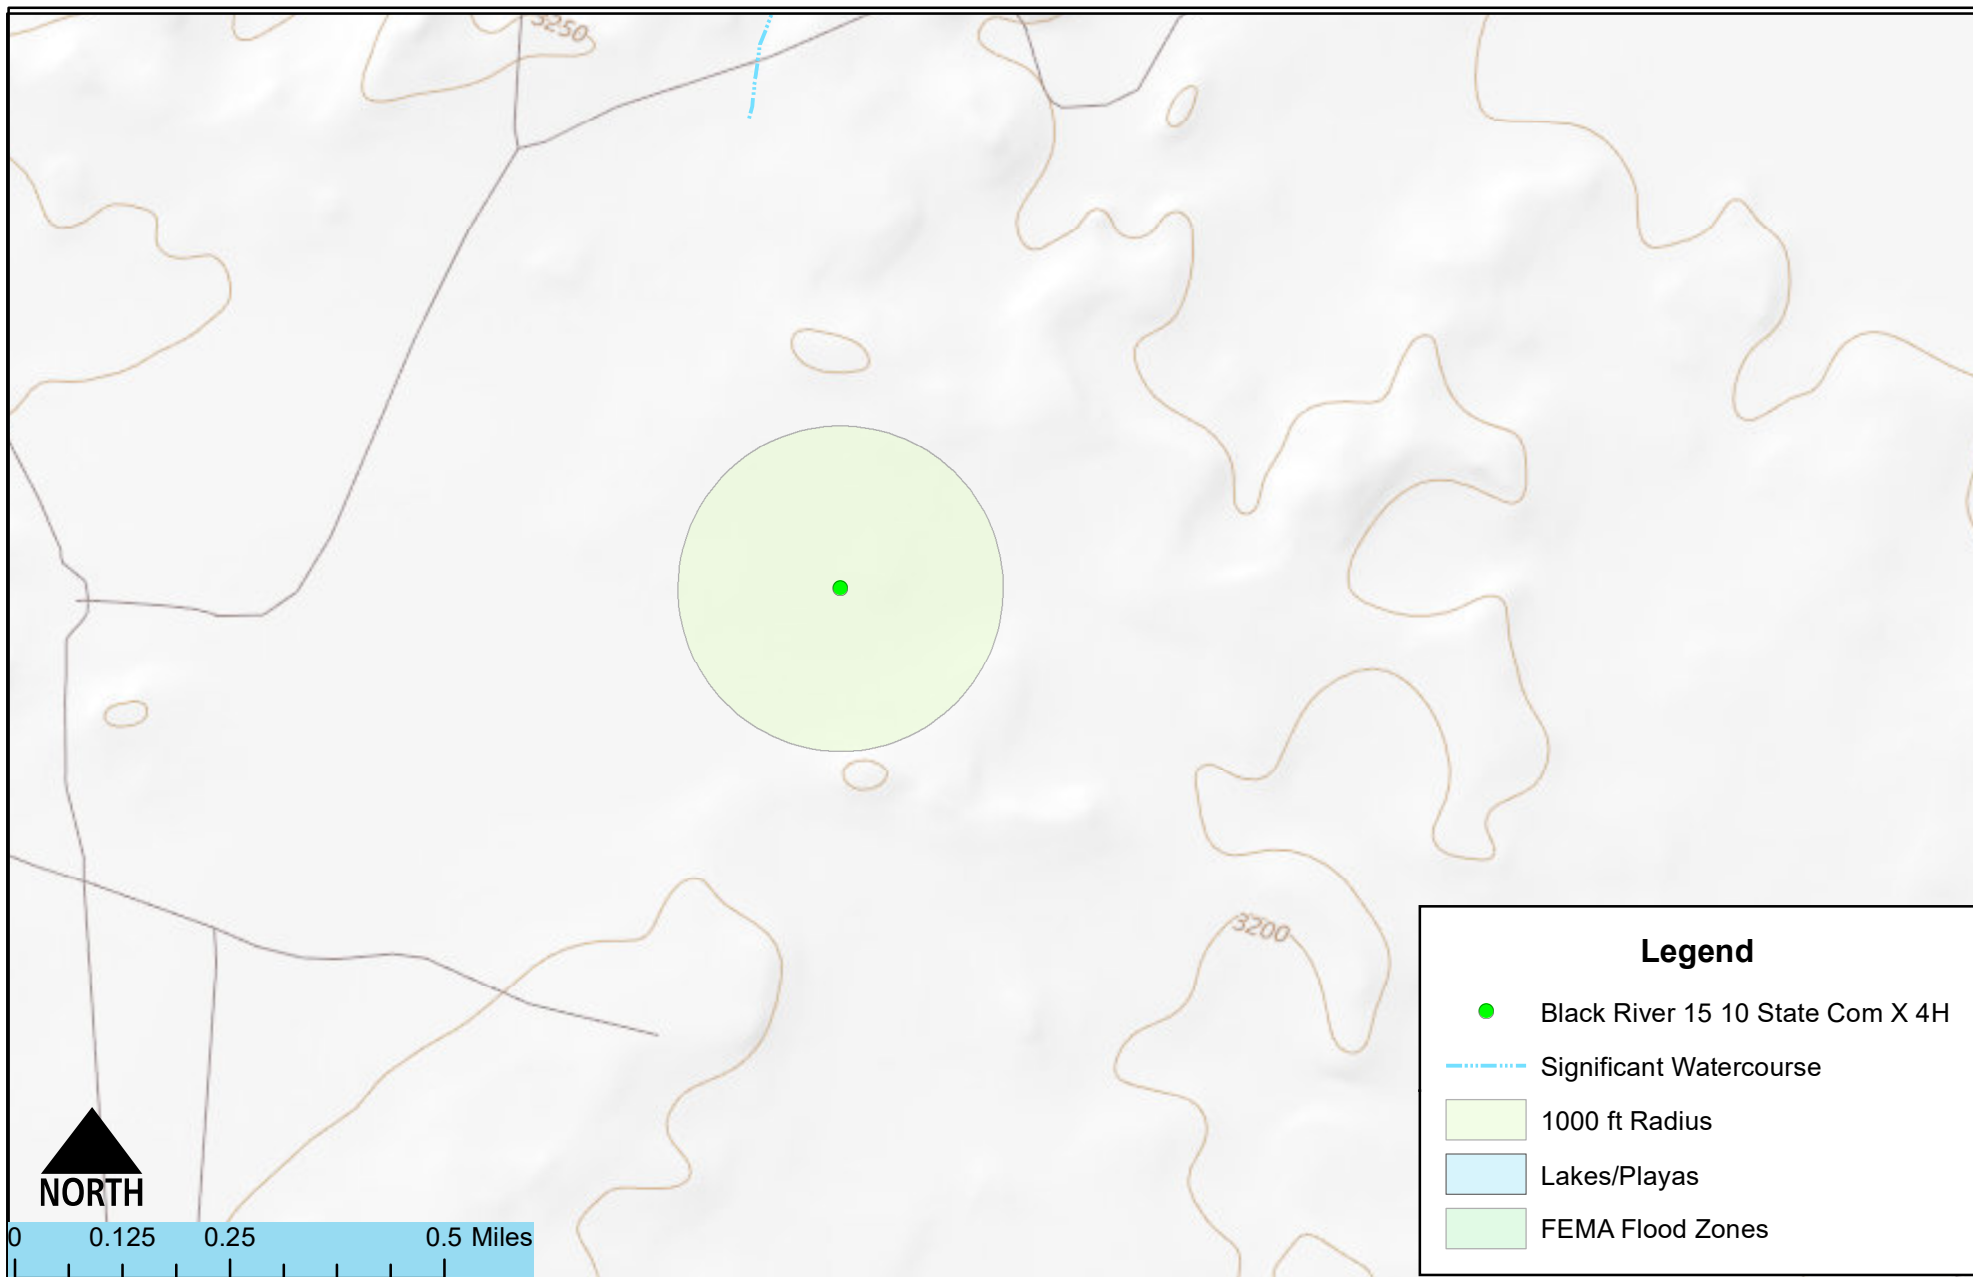 3250
3200
Legend
Black River 15 10 State Com X 4H
Significant Watercourse
1000 ft Radius
Lakes/Playas
FEMA Flood Zones
NORTH
0 0.125 0.25 0.5 Miles